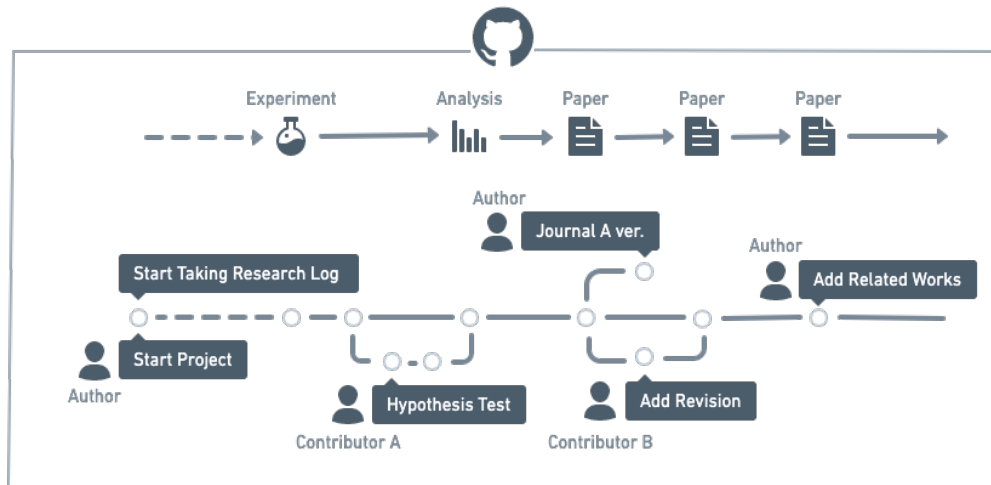 Experiment
Analysis
Paper
Paper
Paper
Author
Journal A ver.
Author
Start Taking Research Log
Add Related Works
Start Project
Author
Hypothesis Test
Add Revision
Contributor A
Contributor B